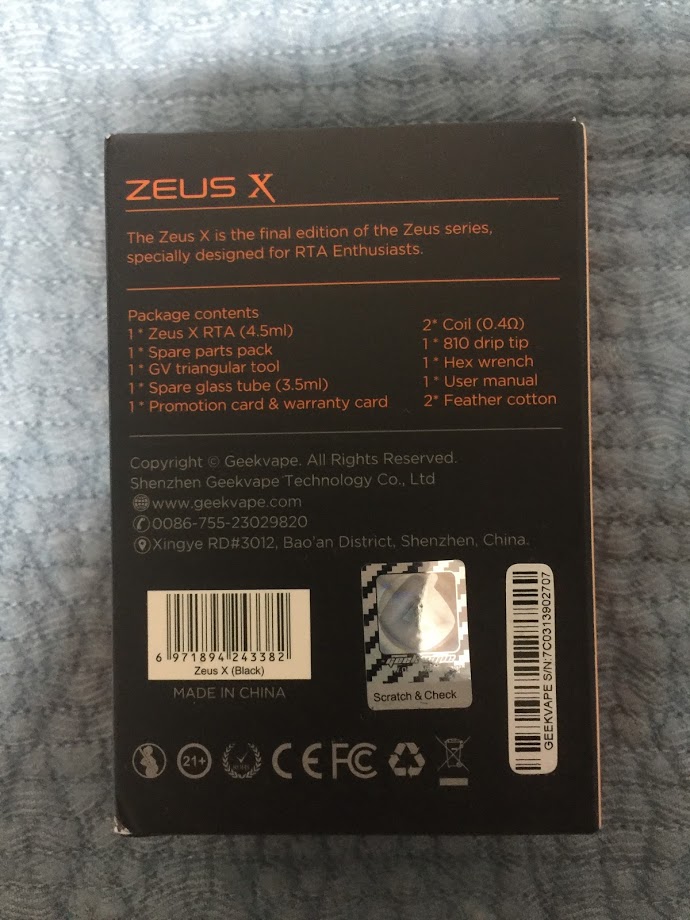 ZEUS X
The Zeus X is the final edition of the Zeus series,
specially designed for RTA Enthusiasts.
Package contents
1* Zeus X RTA (4.5ml)
1* Spare parts pack
1* GV triangular tool
1* Spare glass tube (3.5ml)
1* Promotion card & warranty card
2* Coil (0.4Ω)
1* 810 drip tip
1* Hex wrench
1* User manual
2* Feather cotton
Copyright © Geekvape. All Rights Reserved.
Shenzhen Geekvape Technology Co., Ltd
www.geekvape.com
0086-755-23029820
Xingye RD#3012, Bao'an District, Shenzhen, China.
6 971894 243382
Zeus X (Black)
MADE IN CHINA
geekvape
Scratch & Check
GEEKVAPE S/N:7C0313902707
21+
CE FC